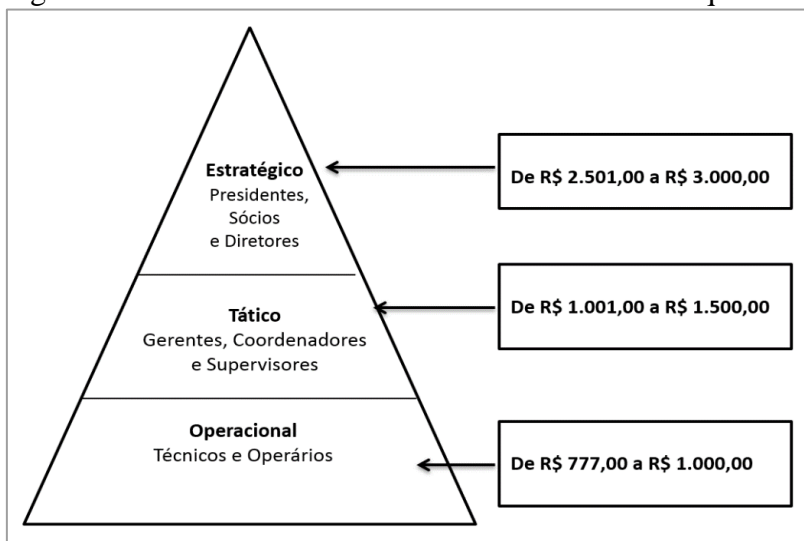 Estratégico
Presidentes,
Sócios
e Diretores
De R$ 2.501,00 a R$ 3.000,00
Tático
Gerentes, Coordenadores
e Supervisores
De R$ 1.001,00 a R$ 1.500,00
Operacional
Técnicos e Operários
De R$ 777,00 a R$ 1.000,00